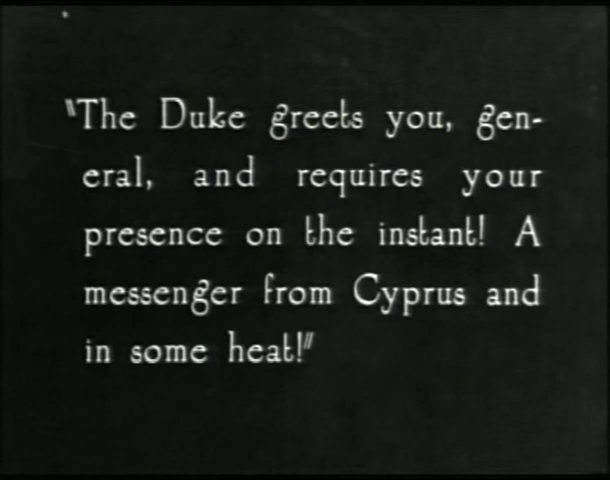 "The Duke greets you, gen-
eral, and requires your
presence on the instant! A
messenger from Cyprus and
in some heat!"